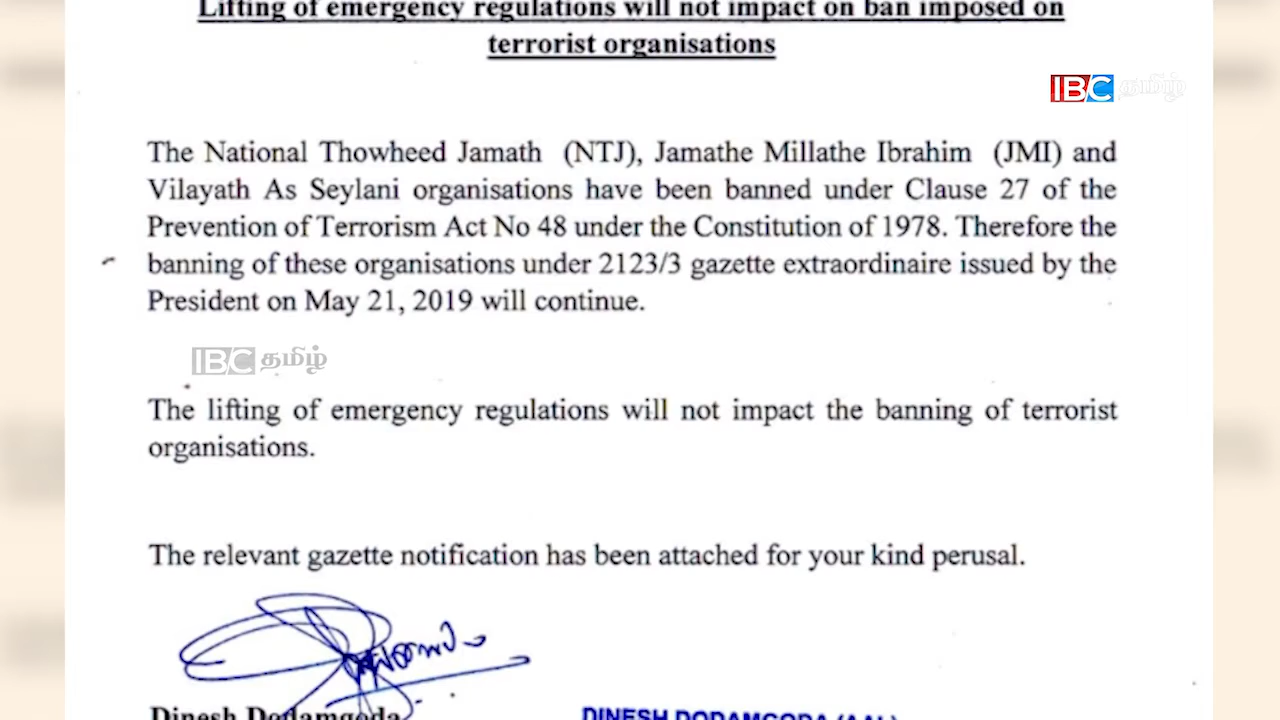 Lifting of emergency regulations will not impact on ban imposed on
terrorist organisations
IBC தமிழ்
The National Thowheed Jamath (NTJ), Jamathe Millathe Ibrahim (JMI) and
Vilayath As Seylani organisations have been banned under Clause 27 of the
Prevention of Terrorism Act No 48 under the Constitution of 1978. Therefore the
banning of these organisations under 2123/3 gazette extraordinaire issued by the
President on May 21, 2019 will continue.
IBC தமிழ்
The lifting of emergency regulations will not impact the banning of terrorist
organisations.
The relevant gazette notification has been attached for your kind perusal.
Dinesh Dodamgoda
DINESH DODAMGODA (AAL)